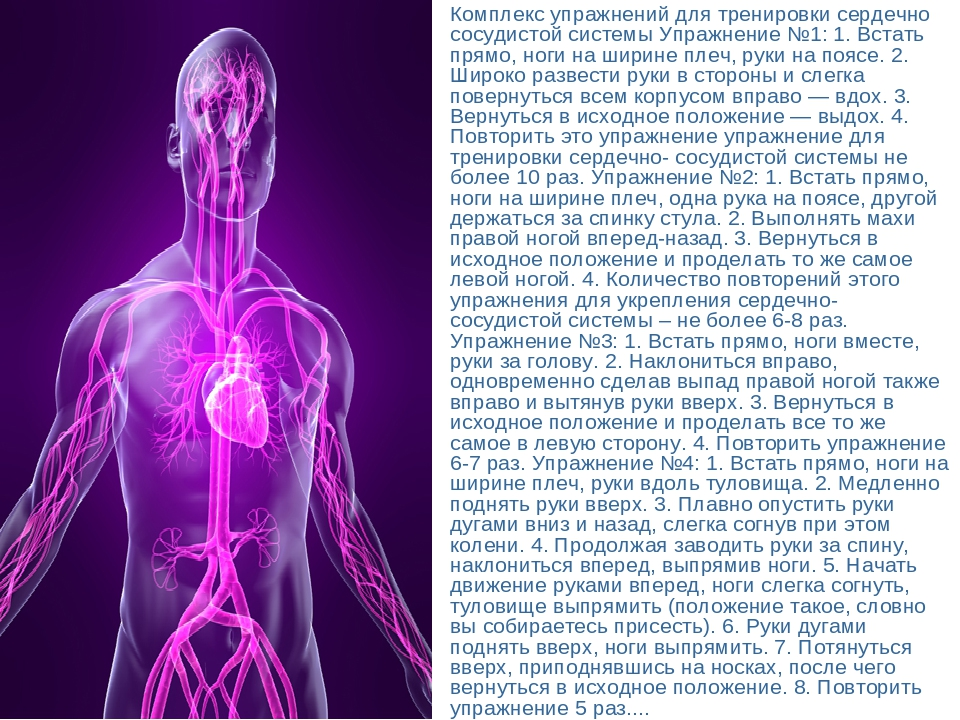 Комплекс упражнений для тренировки сердечно
сосудистой системы Упражнение №1: 1. Встать
прямо, ноги на ширине плеч, руки на поясе. 2.
Широко развести руки в стороны и слегка
повернуться всем корпусом вправо — вдох. 3.
Вернуться в исходное положение — выдох. 4.
Повторить это упражнение упражнение для
тренировки сердечно- сосудистой системы не
более 10 раз. Упражнение №2: 1. Встать прямо,
ноги на ширине плеч, одна рука на поясе, другой
держаться за спинку стула. 2. Выполнять махи
правой ногой вперед-назад. 3. Вернуться в
исходное положение и проделать то же самое
левой ногой. 4. Количество повторений этого
упражнения для укрепления сердечно-
сосудистой системы – не более 6-8 раз.
Упражнение №3: 1. Встать прямо, ноги вместе,
руки за голову. 2. Наклониться вправо,
одновременно сделав выпад правой ногой также
вправо и вытянув руки вверх. 3. Вернуться в
исходное положение и проделать все то же
самое в левую сторону. 4. Повторить упражнение
6-7 раз. Упражнение №4: 1. Встать прямо, ноги на
ширине плеч, руки вдоль туловища. 2. Медленно
поднять руки вверх. 3. Плавно опустить руки
дугами вниз и назад, слегка согнув при этом
колени. 4. Продолжая заводить руки за спину,
наклониться вперед, выпрямив ноги. 5. Начать
движение руками вперед, ноги слегка согнуть,
туловище выпрямить (положение такое, словно
вы собираетесь присесть). 6. Руки дугами
поднять вверх, ноги выпрямить. 7. Потянуться
вверх, приподнявшись на носках, после чего
вернуться в исходное положение. 8. Повторить
упражнение 5 раз....